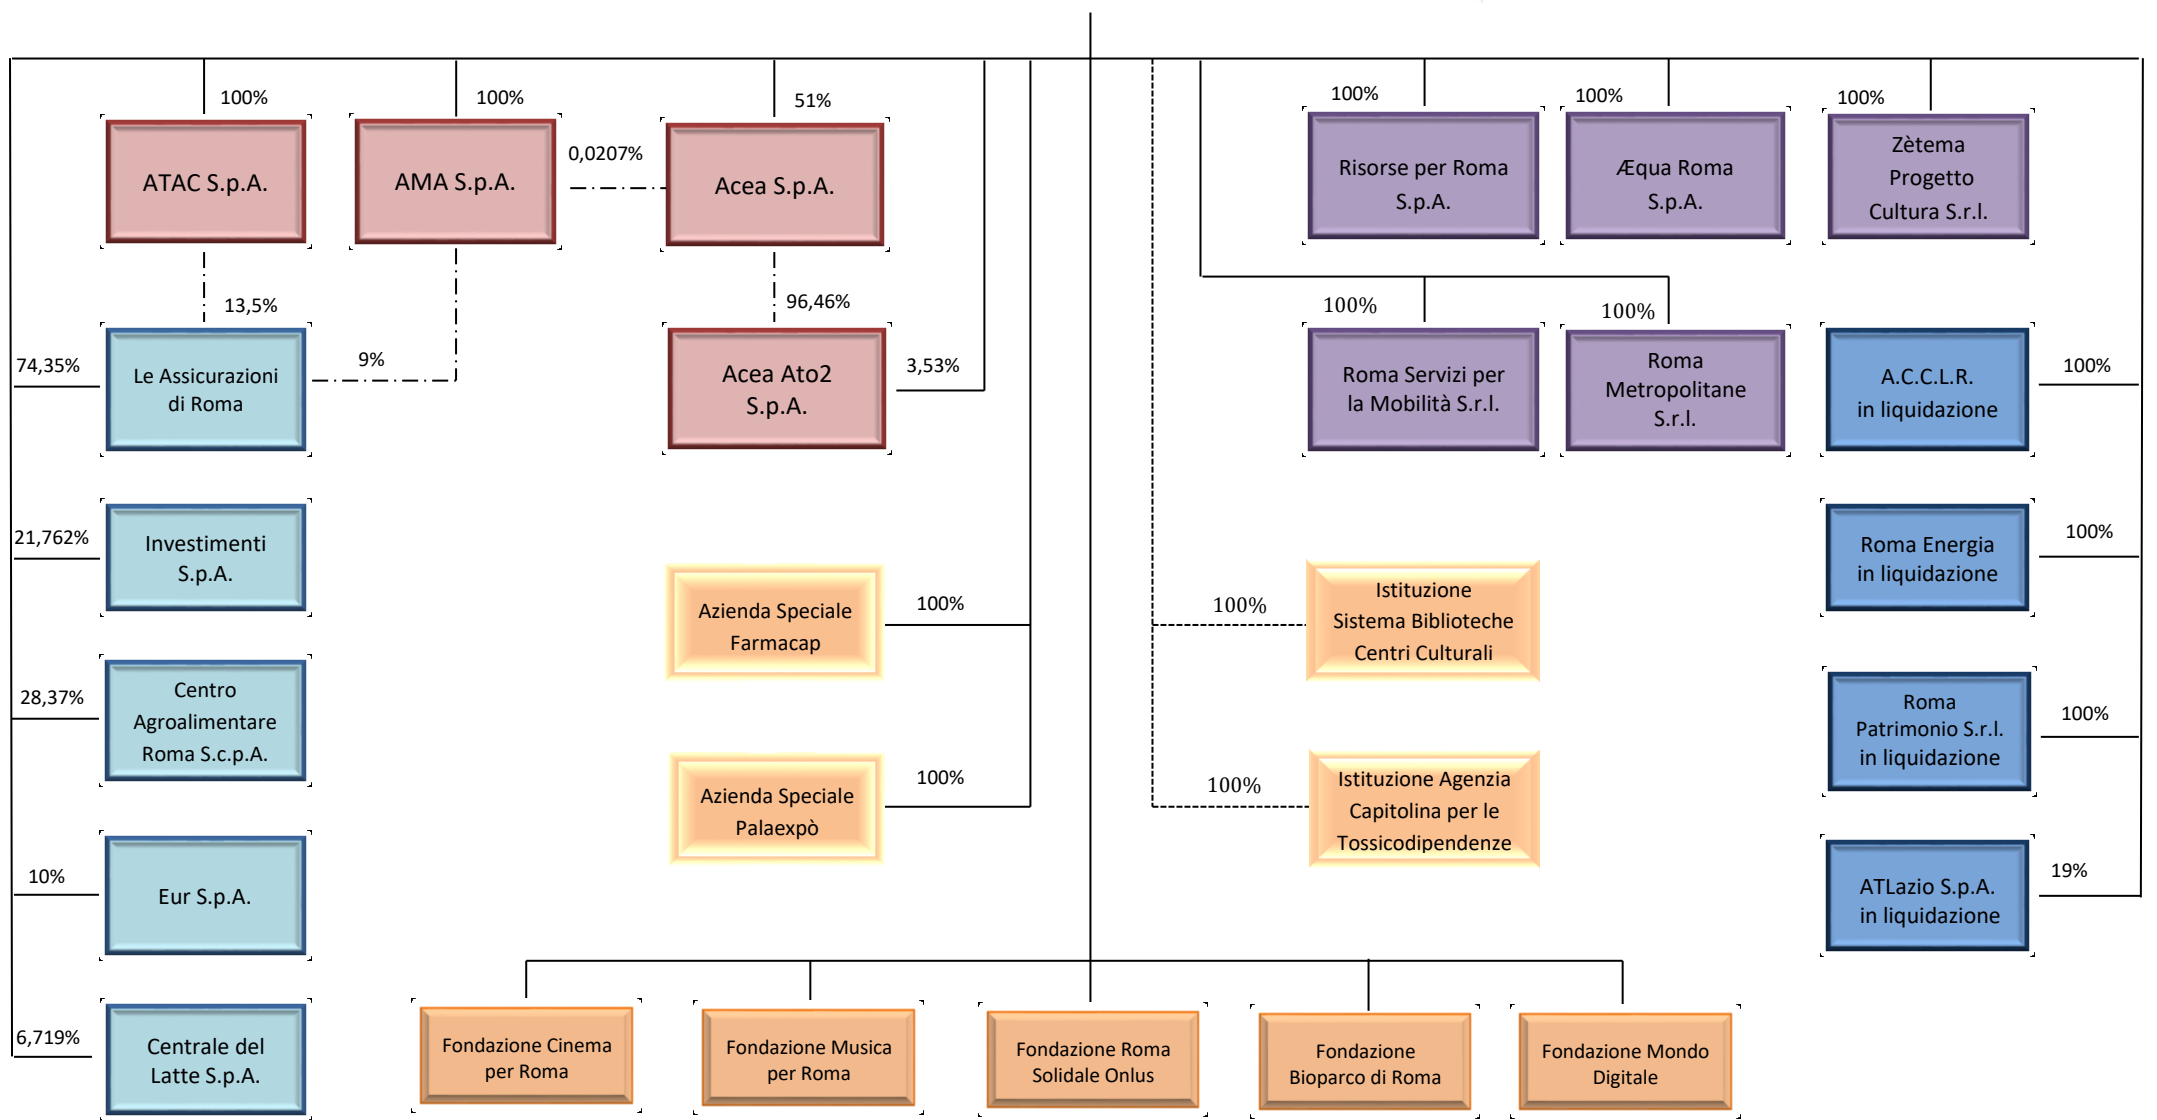 100%
100%
51%
100%
100%
100%
ATAC S.p.A.
AMA S.p.A.
0,0207%
Acea S.p.A.
Risorse per Roma
S.p.A.
Æqua Roma
S.p.A.
Zètema
Progetto
Cultura S.r.l.
13,5%
96,46%
100%
100%
74,35%
Le Assicurazioni
di Roma
9%
Acea Ato2
S.p.A.
3,53%
Roma Servizi per
la Mobilità S.r.l.
Roma
Metropolitane
S.r.l.
A.C.C.L.R.
in liquidazione
100%
21,762%
Investimenti
S.p.A.
Roma Energia
in liquidazione
100%
Azienda Speciale
Farmacap
100%
100%
Istituzione
Sistema Biblioteche
Centri Culturali
28,37%
Centro
Agroalimentare
Roma S.c.p.A.
Roma
Patrimonio S.r.l.
in liquidazione
100%
Azienda Speciale
Palaexpò
100%
100%
Istituzione Agenzia
Capitolina per le
Tossicodipendenze
10%
Eur S.p.A.
ATLazio S.p.A.
in liquidazione
19%
6,719%
Centrale del
Latte S.p.A.
Fondazione Cinema
per Roma
Fondazione Musica
per Roma
Fondazione Roma
Solidale Onlus
Fondazione
Bioparco di Roma
Fondazione Mondo
Digitale